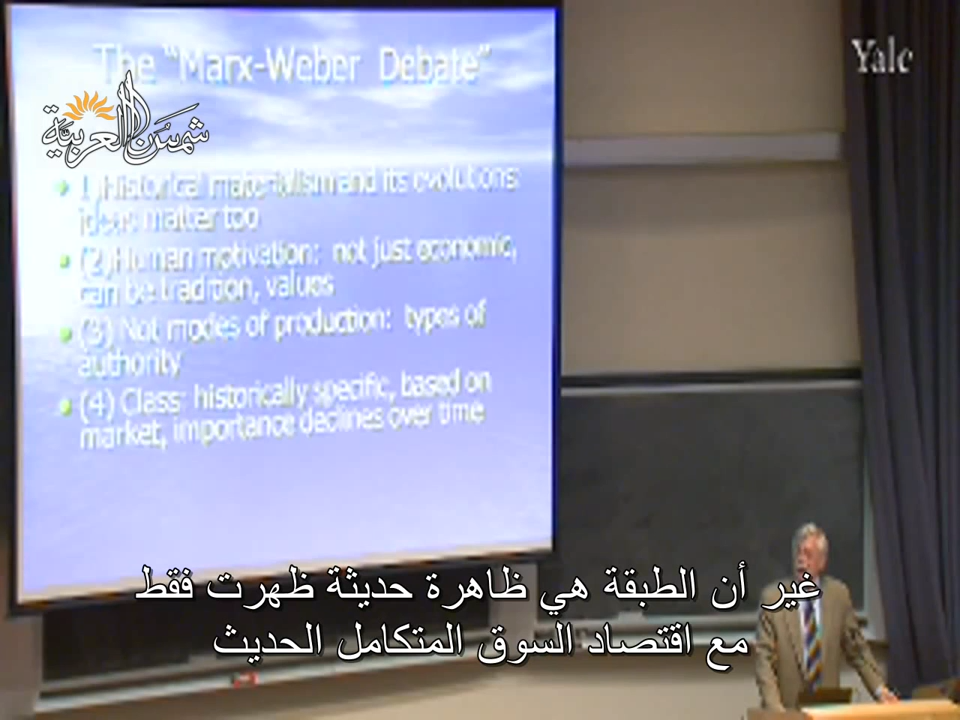 The "Marx-Weber Debate"
Yale
شمس العربية
1)Historical materialism and its evolutions:
ideas matter too
(2)Human motivation: not just economic,
can be tradition, values
(3) Not modes of production: types of
authority
(4) Class: historically specific, based on
market, importance declines over time
غير أن الطبقة هي ظاهرة حديثة ظهرت فقط
مع اقتصاد السوق المتكامل الحديث